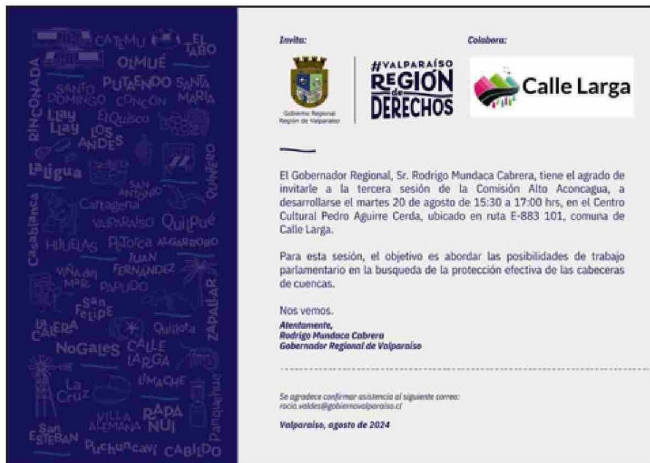 CATEMU
EL TABO
OLMUÉ
RINCONADA
SANTO DOMINGO
PUTAENDO
SANTA MARÍA
CONCÓN
Llay Llay
El Quisco
LOS ANDES
LaLigua
SAN ANTONIO
QUINTERO
Casablanca
Cartagena
VALPARAÍSO
Quilpué
HIJUELAS
Petorca
ALGARROBO
JUAN FERNÁNDEZ
VIÑA del MAR
PAPUDO
ZAPALLAR
San FELIPE
LA CALERA
Quillota
NoGaLes
CALLE LARGA
La Cruz
LIMACHE
Panquehue
VILLA ALEMANA
RAPA NUI
San ESTEBAN
Puchuncaví
CABILDO
Invita:
Colabora:
Gobierno Regional
Región de Valparaíso
#VALPARAÍSO
REGIÓN
de
DERECHOS
Calle Larga
El Gobernador Regional, Sr. Rodrigo Mundaca Cabrera, tiene el agrado de
invitarle a la tercera sesión de la Comisión Alto Aconcagua, a
desarrollarse el martes 20 de agosto de 15:30 a 17:00 hrs, en el Centro
Cultural Pedro Aguirre Cerda, ubicado en ruta E-883 101, comuna de
Calle Larga.
Para esta sesión, el objetivo es abordar las posibilidades de trabajo
parlamentario en la busqueda de la protección efectiva de las cabeceras
de cuencas.
Nos vemos.
Atentamente,
Rodrigo Mundaca Cabrera
Gobernador Regional de Valparaíso
Se agradece confirmar asistencia al siguiente correo:
rocio.valdes@gobiernovalparaiso.cl
Valparaíso, agosto de 2024